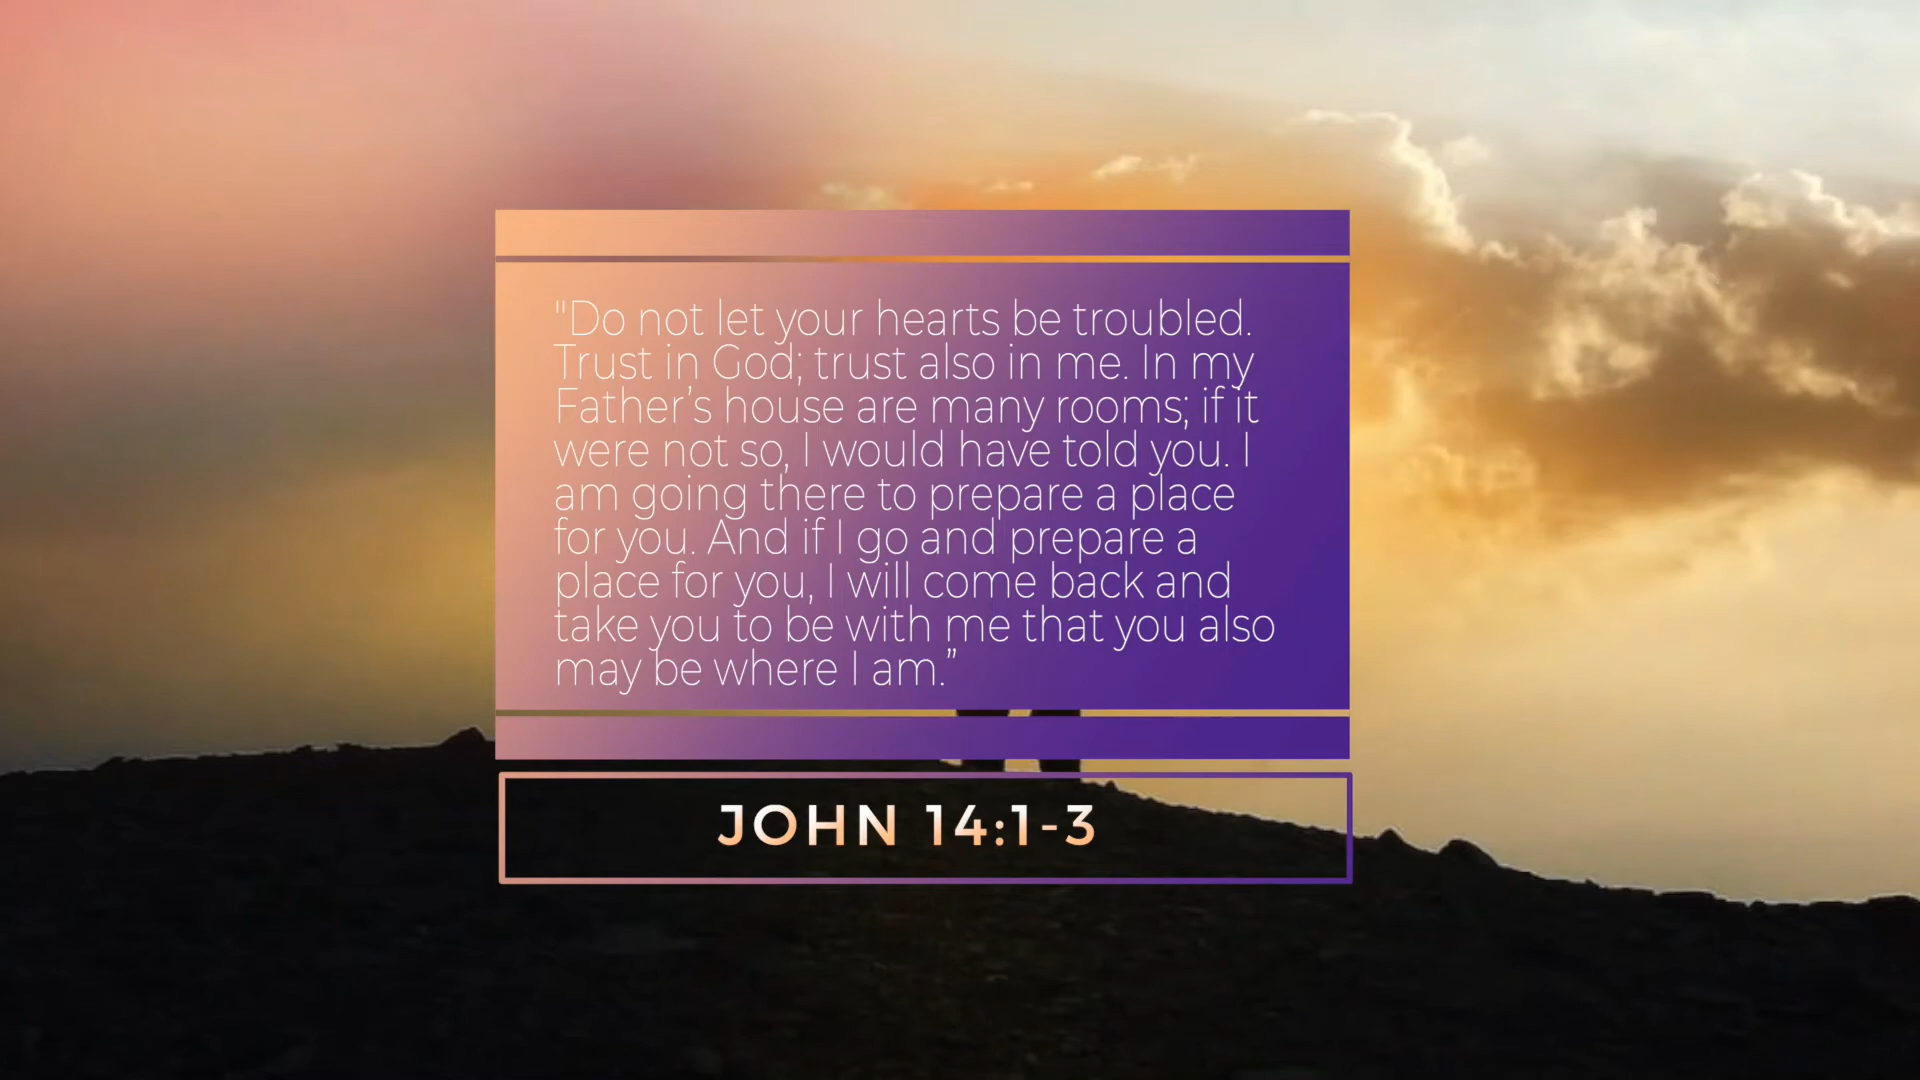 "Do not let your hearts be troubled.
Trust in God; trust also in me. In my
Father’s house are many rooms; if it
were not so, I would have told you. I
am going there to prepare a place
for you. And if I go and prepare a
place for you, I will come back and
take you to be with me that you also
may be where I am.”
JOHN 14:1-3